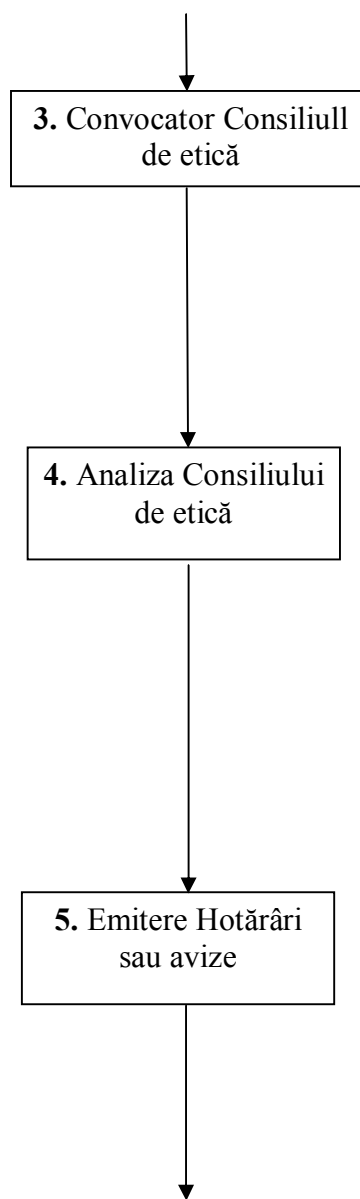 3. Convocator Consiliull
de etică
4. Analiza Consiliului
de etică
5. Emitere Hotărâri
sau avize